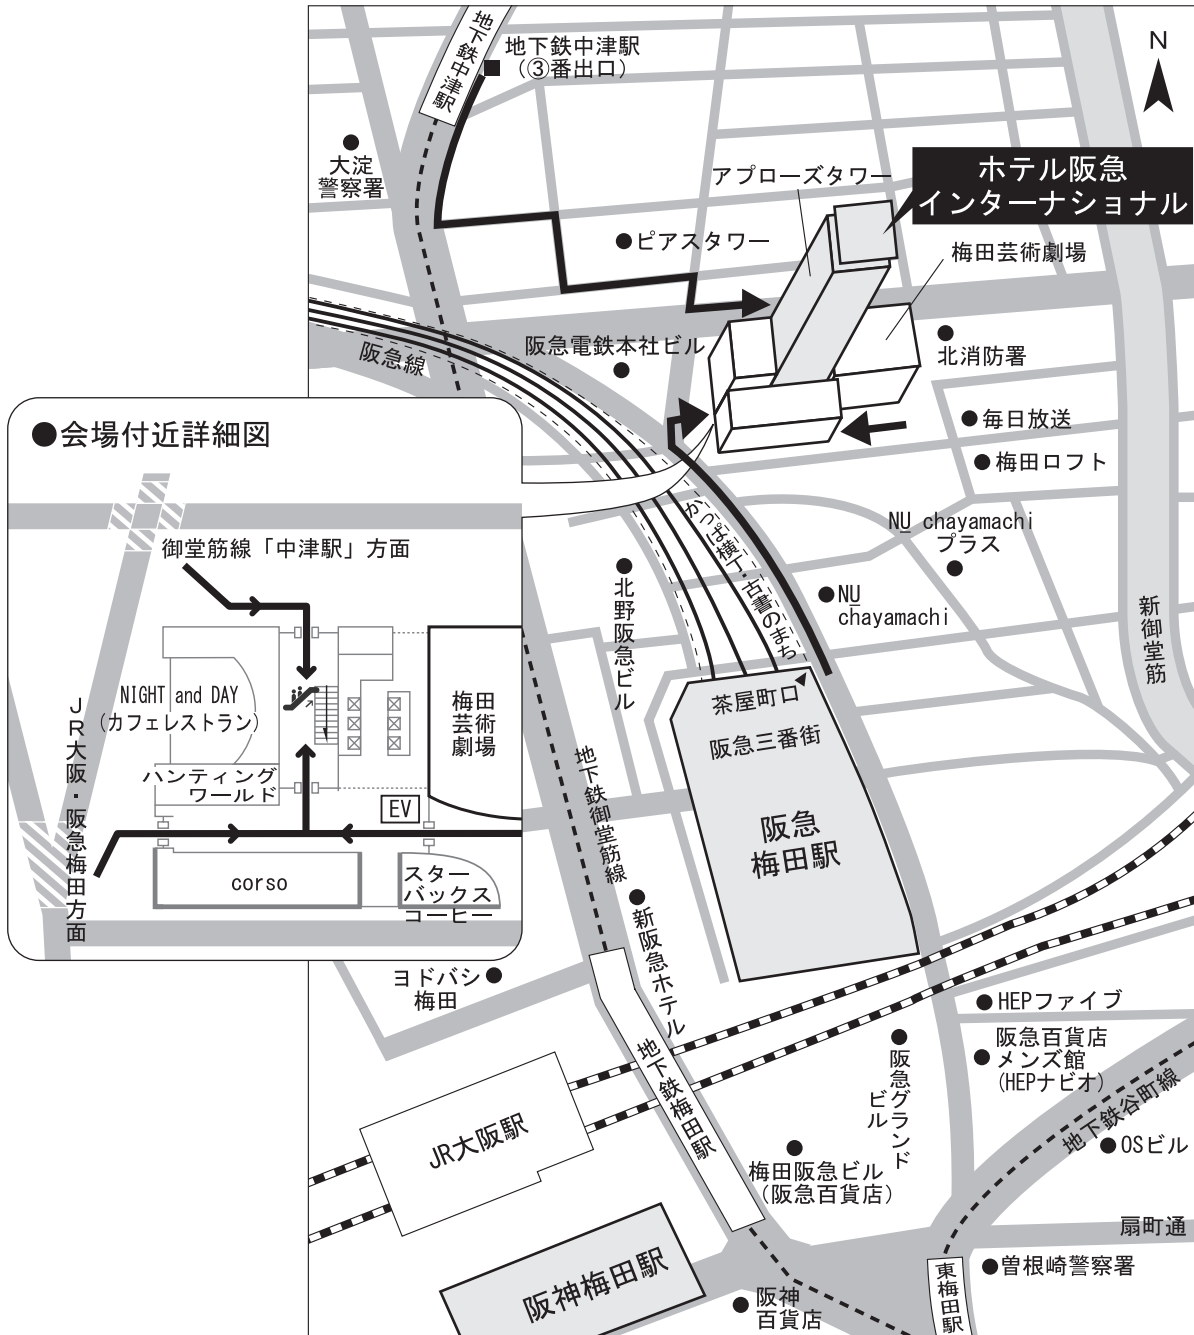 地下鉄中津駅
地下鉄中津駅
(③番出口)
N
大淀
警察署
アプローズタワー
ホテル阪急
インターナショナル
ピアスタワー
梅田芸術劇場
阪急線
阪急電鉄本社ビル
北消防署
●会場付近詳細図
毎日放送
梅田ロフト
御堂筋線「中津駅」方面
かっぱ横丁・古書のまち
NU chayamachi
プラス
北野阪急ビル
NU
chayamachi
新御堂筋
NIGHT and DAY
(カフェレストラン)
梅田
芸術
劇場
JR大阪・阪急梅田方面
ハンティング
ワールド
EV
corso
スター
バックス
コーヒー
茶屋町口
阪急三番街
阪急
梅田駅
地下鉄御堂筋線
新阪急ホテル
ヨドバシ
梅田
地下鉄梅田駅
HEPファイブ
阪急百貨店
メンズ館
(HEPナビオ)
阪急グランド
ビル
地下鉄谷町線
OSビル
JR大阪駅
梅田阪急ビル
(阪急百貨店)
扇町通
阪神梅田駅
曽根崎警察署
東梅田駅
阪神
百貨店